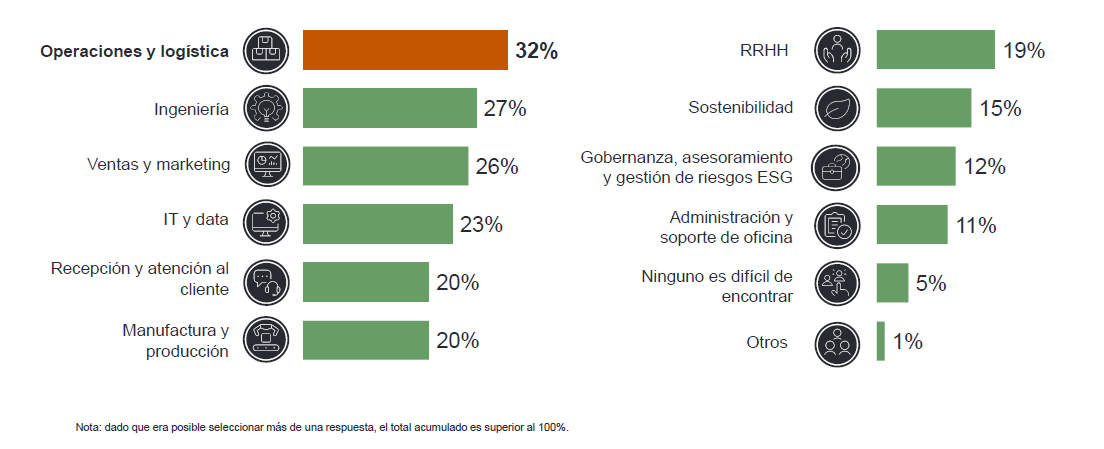 Operaciones y logística
32%
Ingeniería
27%
Ventas y marketing
26%
IT y data
23%
Recepción y atención al
cliente
20%
Manufactura y
producción
20%
RRHH
19%
Sostenibilidad
15%
Gobernanza, asesoramiento
y gestión de riesgos ESG
12%
Administración y
soporte de oficina
11%
Ninguno es difícil de
encontrar
5%
Otros
1%
Nota: dado que era posible seleccionar más de una respuesta, el total acumulado es superior al 100%.